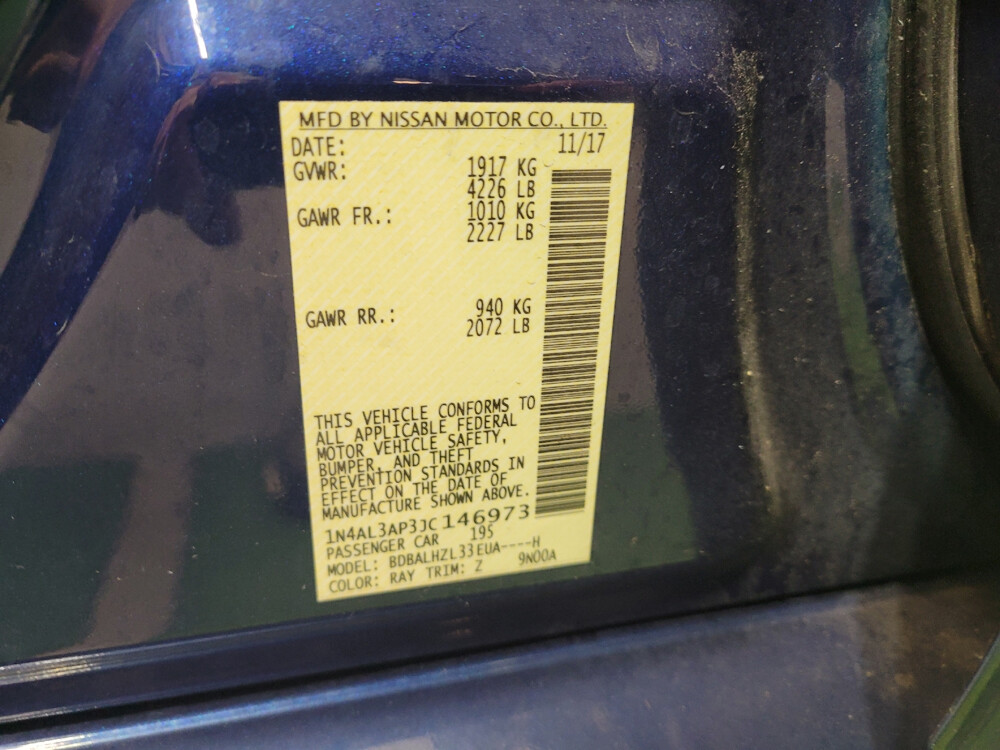 MFD BY NISSAN MOTOR CO., LTD.
DATE: 11/17
GVWR: 1917 KG
4226 LB
GAWR FR.: 1010 KG
2227 LB
GAWR RR.: 940 KG
2072 LB
THIS VEHICLE CONFORMS TO
ALL APPLICABLE FEDERAL
MOTOR VEHICLE SAFETY,
BUMPER, AND THEFT
PREVENTION STANDARDS IN
EFFECT ON THE DATE OF
MANUFACTURE SHOWN ABOVE.
1N4AL3AP3JC146973
PASSENGER CAR 195
MODEL: BDBALHZL33EUA----H
COLOR: RAY TRIM: Z 9N00A